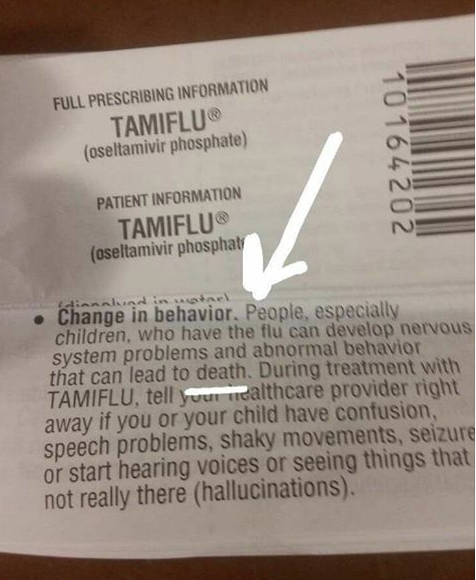 FULL PRESCRIBING INFORMATION
TAMIFLU®
(oseltamivir phosphate)
PATIENT INFORMATION
TAMIFLU®
(oseltamivir phosphat
10164202
(dissolved in water)
• Change in behavior. People, especially
children, who have the flu can develop nervous
system problems and abnormal behavior
that can lead to death. During treatment with
TAMIFLU, tell your healthcare provider right
away if you or your child have confusion,
speech problems, shaky movements, seizure
or start hearing voices or seeing things that
not really there (hallucinations).